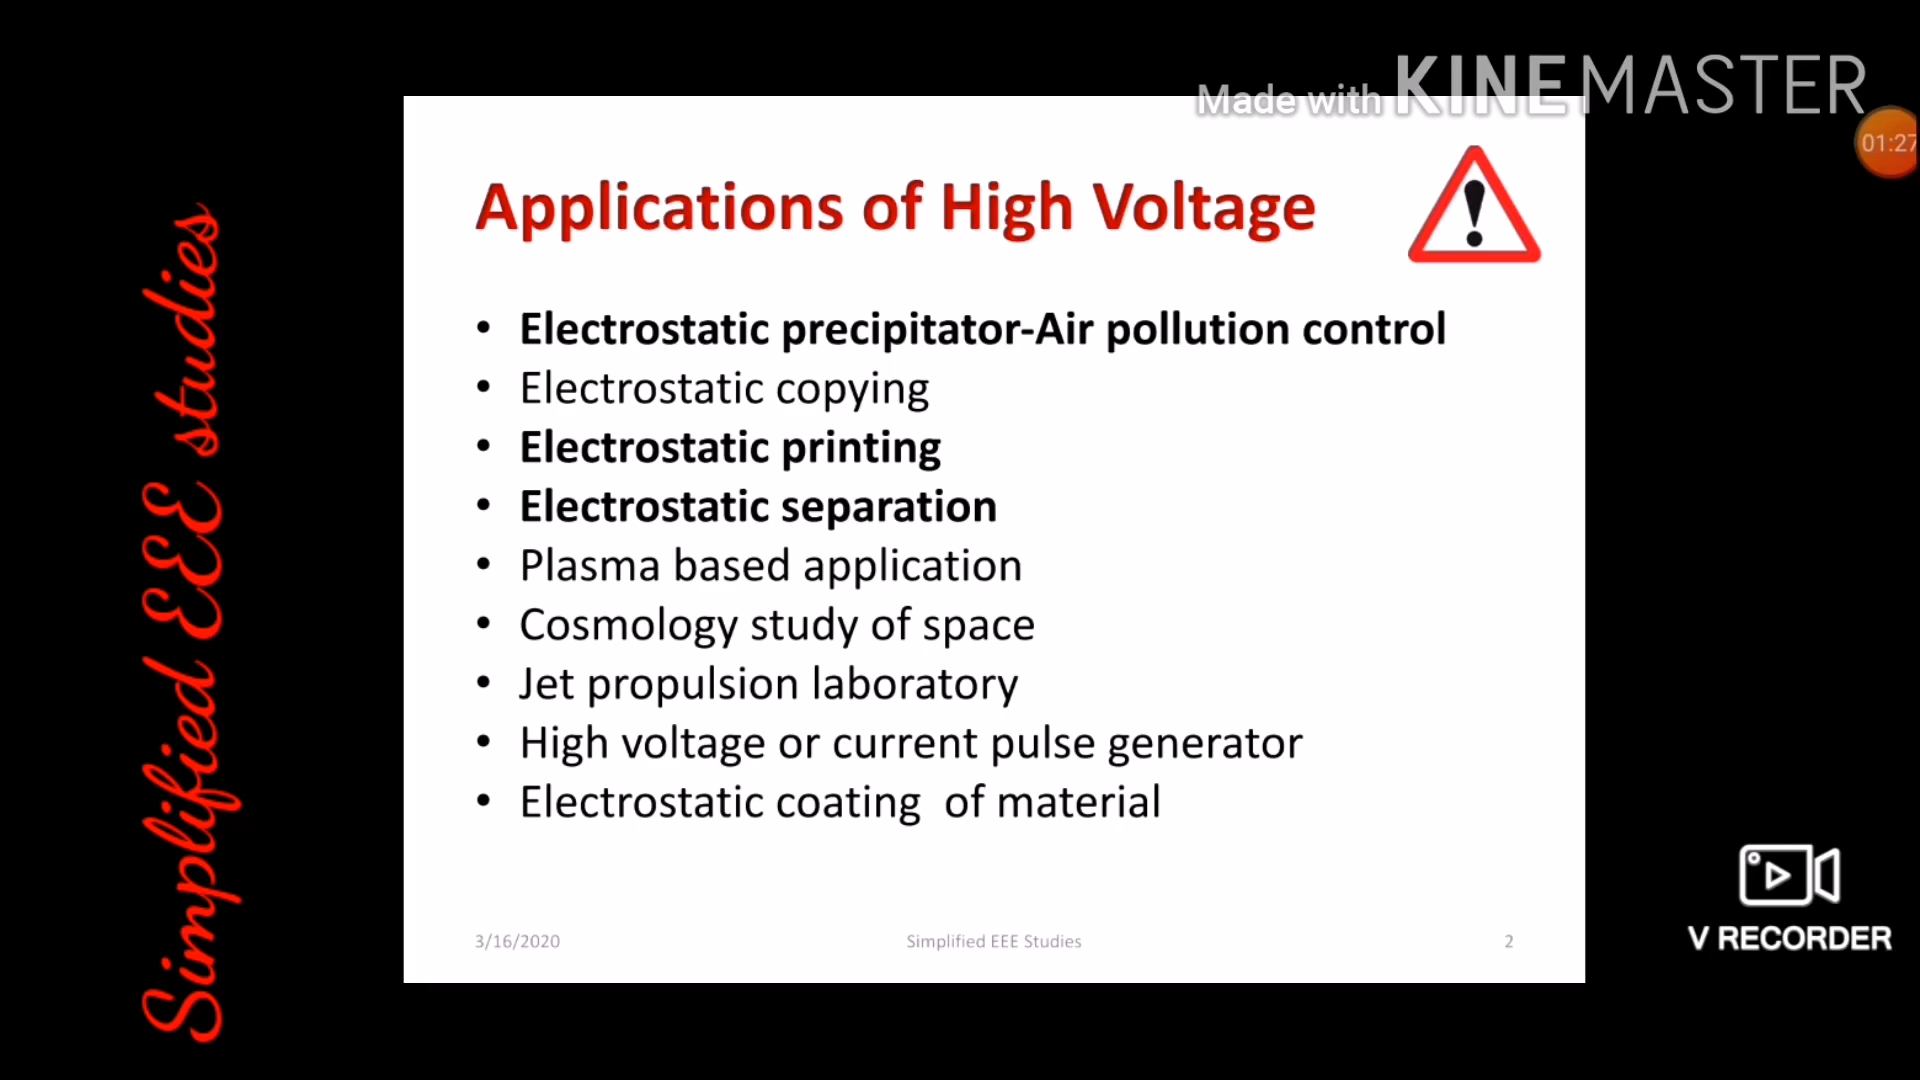 Made with KINEMASTER
01:27
Applications of High Voltage
• Electrostatic precipitator-Air pollution control
• Electrostatic copying
• Electrostatic printing
• Electrostatic separation
• Plasma based application
• Cosmology study of space
• Jet propulsion laboratory
• High voltage or current pulse generator
• Electrostatic coating  of material
3/16/2020
Simplified EEE Studies
2
Simplified EEE studies
V RECORDER